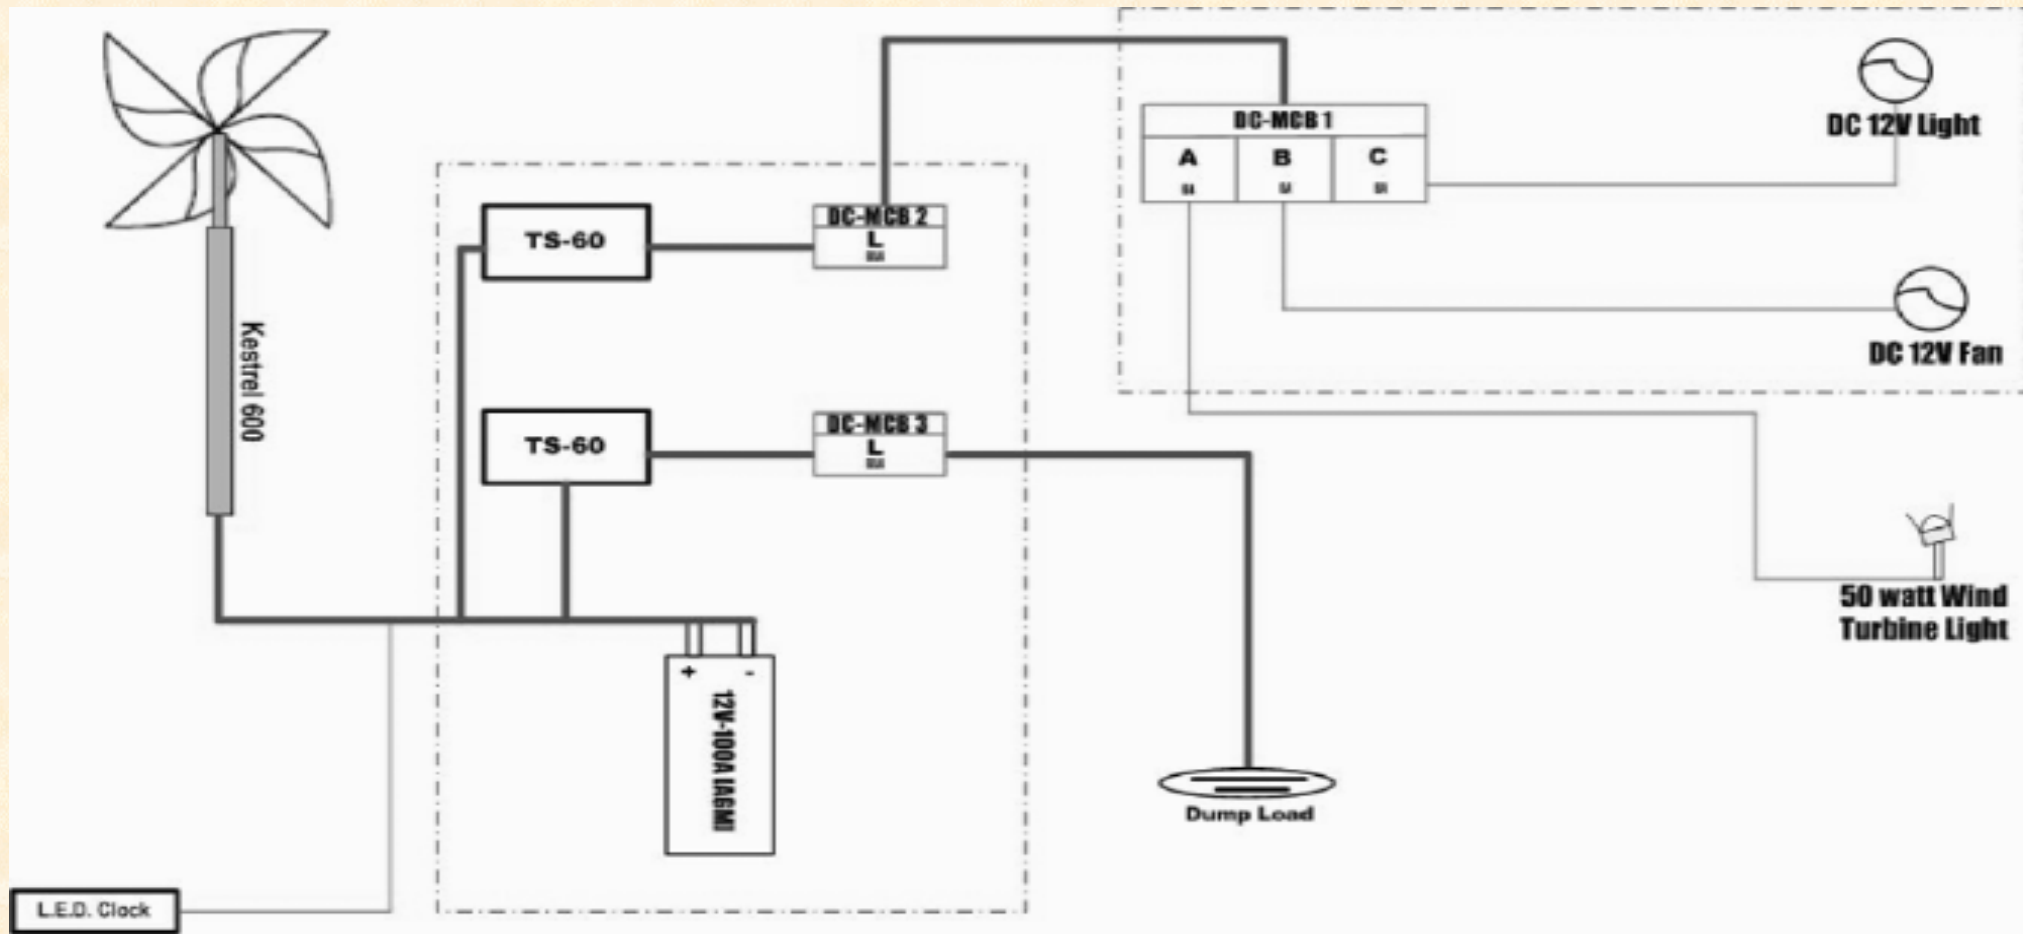 DC 12V Light
DC-MCB 1
A
B
C
DC-MCB 2
L
TS-60
DC 12V Fan
Kestrel 600
DC-MCB 3
L
TS-60
50 watt Wind
Turbine Light
+
-
12V-100A
Dump Load
L.E.D. Clock